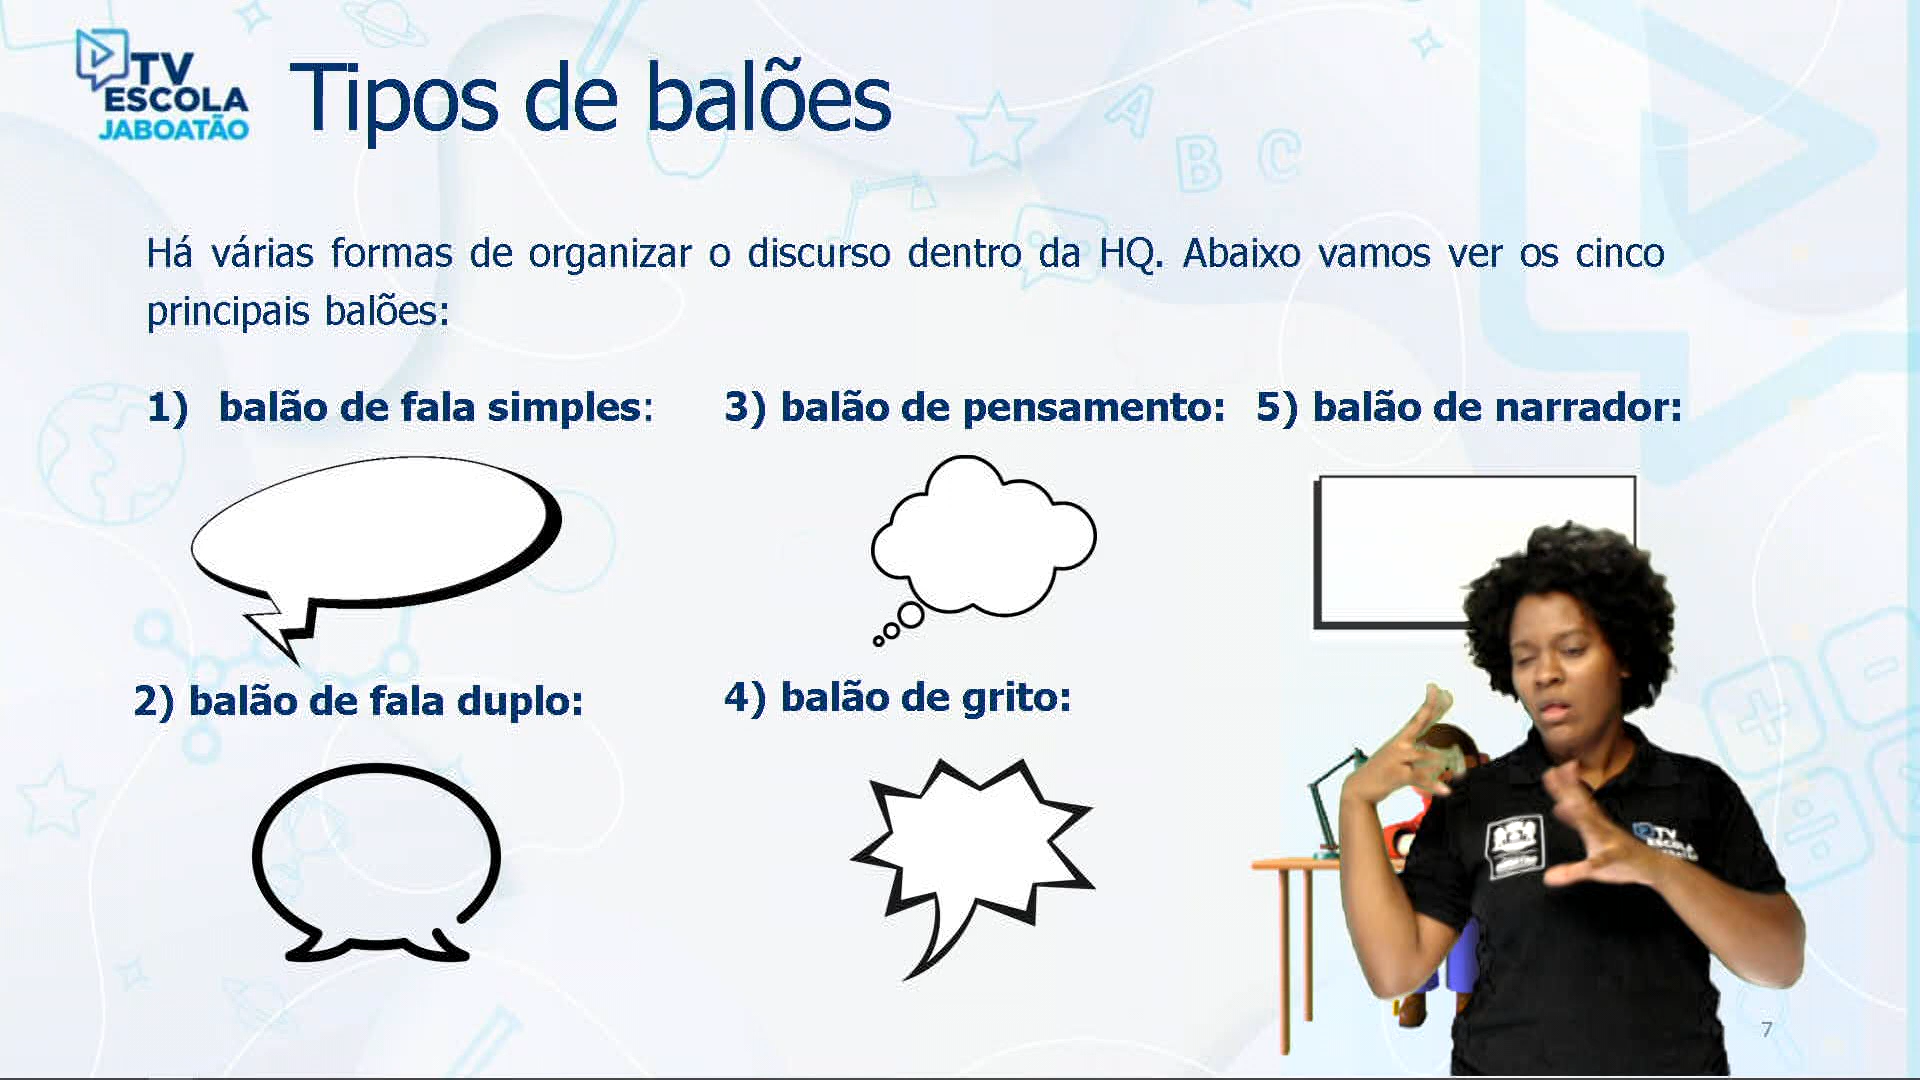 TV
ESCOLA
JABOATÃO
Tipos de balões
A B C
Há várias formas de organizar o discurso dentro da HQ. Abaixo vamos ver os cinco
principais balões:
1) balão de fala simples:
3) balão de pensamento:
5) balão de narrador:
2) balão de fala duplo:
4) balão de grito:
TV
ESCOLA
7